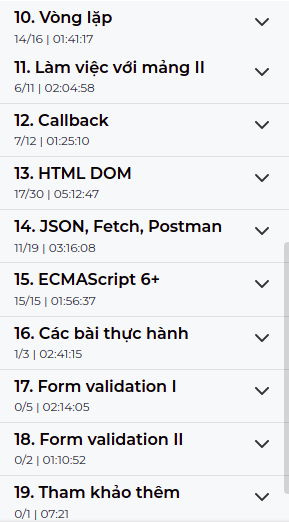 10. Vòng lặp
14/16 | 01:41:17
11. Làm việc với mảng II
6/11 | 02:04:58
12. Callback
7/12 | 01:25:10
13. HTML DOM
17/30 | 05:12:47
14. JSON, Fetch, Postman
11/19 | 03:16:08
15. ECMAScript 6+
15/15 | 01:56:37
16. Các bài thực hành
1/3 | 02:41:15
17. Form validation I
0/5 | 02:14:05
18. Form validation II
0/2 | 01:10:52
19. Tham khảo thêm
0/1 | 07:21